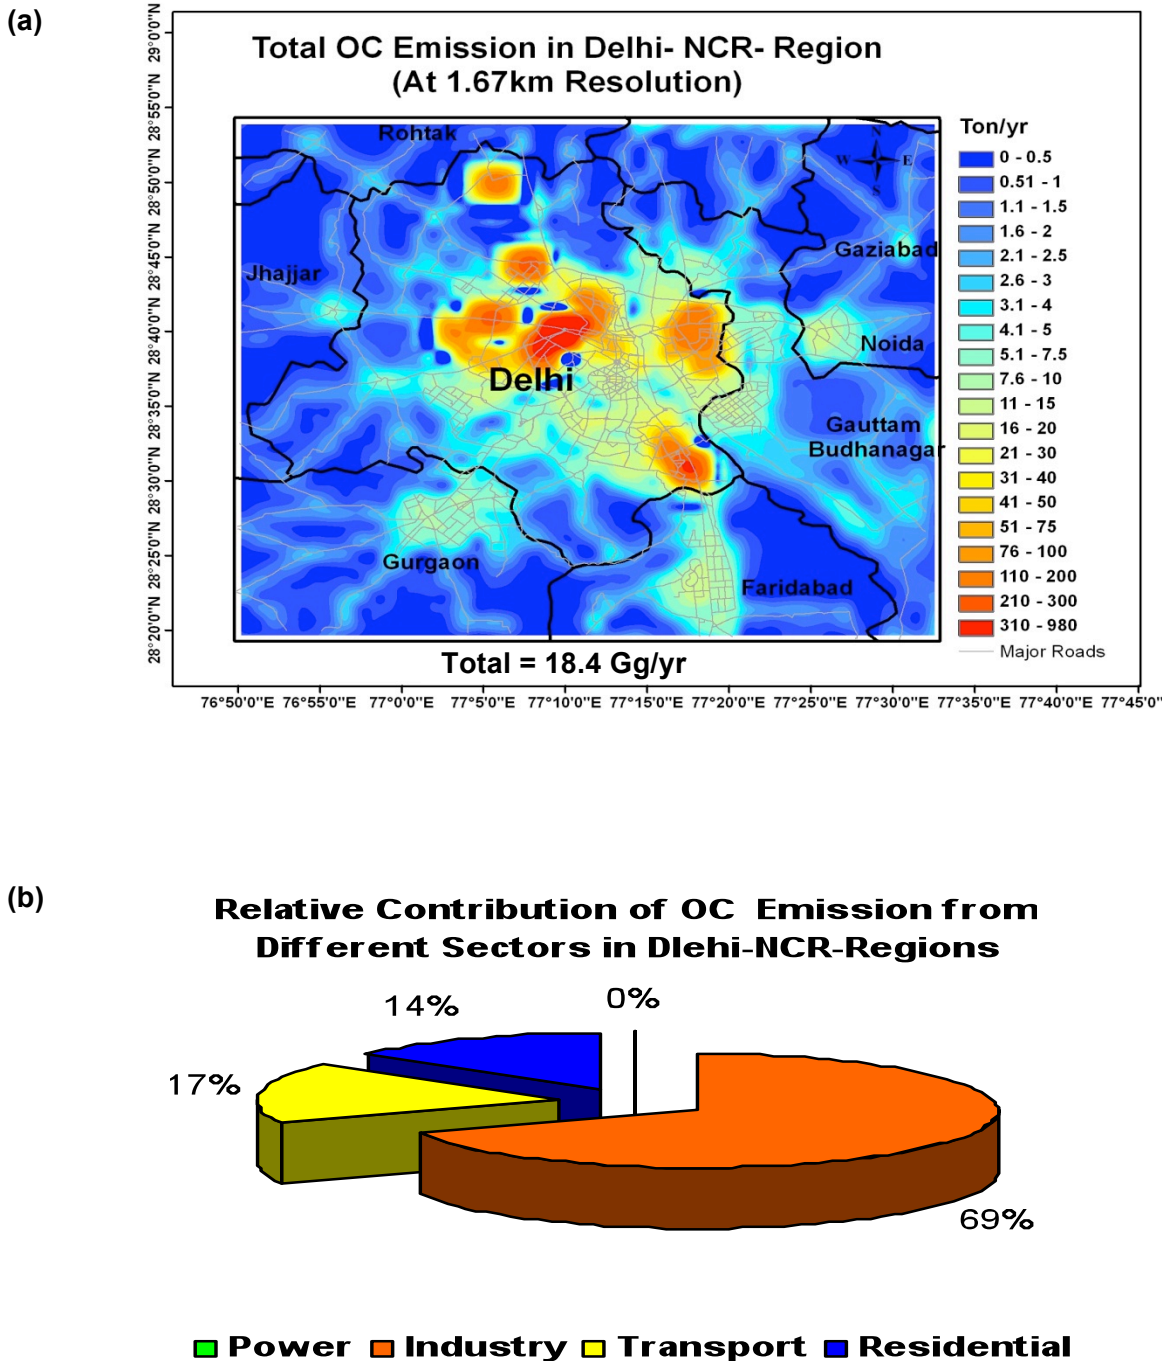 (a)
Total OC Emission in Delhi- NCR- Region
(At 1.67km Resolution)
29°0'0"N
28°55'0"N
28°50'0"N
28°45'0"N
28°40'0"N
28°35'0"N
28°30'0"N
28°25'0"N
28°20'0"N
Rohtak
N
W E
S
Gaziabad
Jhajjar
Noida
Delhi
Gauttam
Budhanagar
Gurgaon
Faridabad
Ton/yr
0 - 0.5
0.51 - 1
1.1 - 1.5
1.6 - 2
2.1 - 2.5
2.6 - 3
3.1 - 4
4.1 - 5
5.1 - 7.5
7.6 - 10
11 - 15
16 - 20
21 - 30
31 - 40
41 - 50
51 - 75
76 - 100
110 - 200
210 - 300
310 - 980
Major Roads
Total = 18.4 Gg/yr
76°50'0"E 76°55'0"E 77°0'0"E 77°5'0"E 77°10'0"E 77°15'0"E 77°20'0"E 77°25'0"E 77°30'0"E 77°35'0"E 77°40'0"E 77°45'0"
(b)
Relative Contribution of OC Emission from
Different Sectors in Dlehi-NCR-Regions
14% 0%
17%
69%
Power Industry Transport Residential